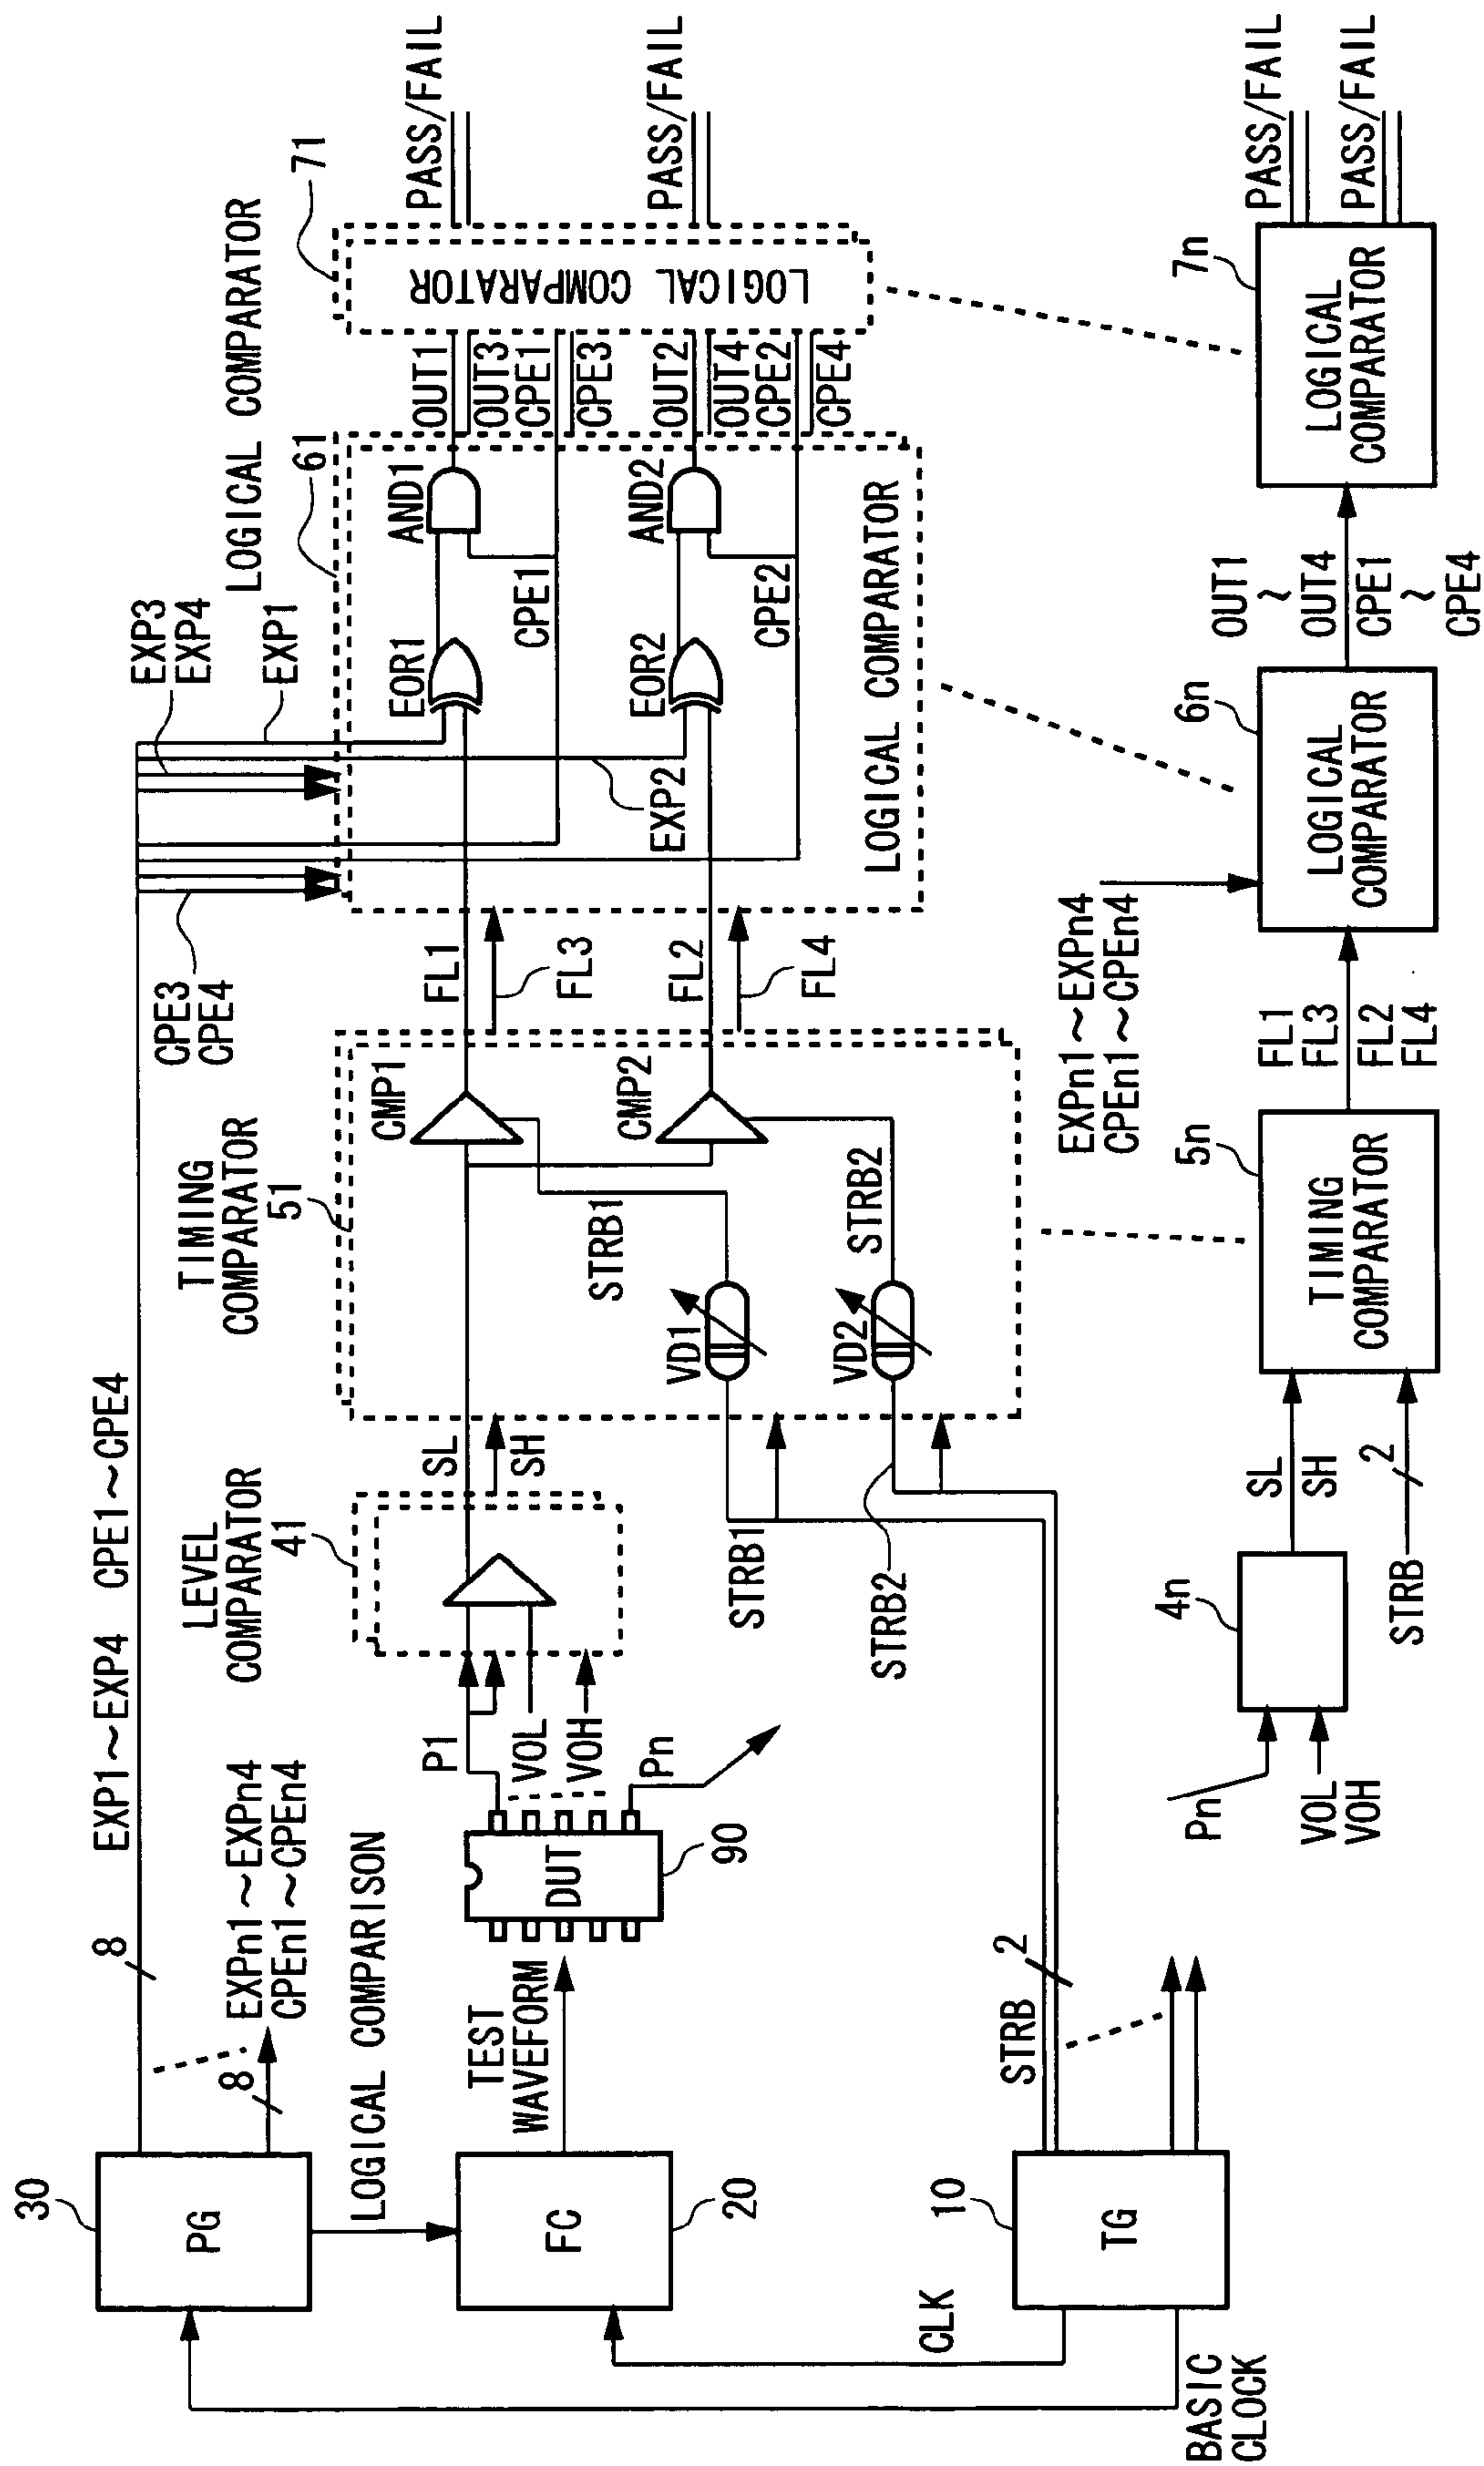 30
PG
8
EXP1~EXP4 CPE1~CPE4
8
EXPn1~EXPn4
CPEn1~CPEn4
LOGICAL COMPARISON
FC
20
TEST
WAVEFORM
DUT
90
P1
VOL
VOH
Pn
LEVEL
COMPARATOR
41
SL
SH
TIMING
COMPARATOR
51
CMP1
CMP2
STRB1
STRB2
VD1
VD2
STRB1
STRB2
FL1
FL3
FL2
FL4
CPE3
CPE4
EXP3
EXP4
EXP1
EXP2
LOGICAL COMPARATOR
61
EOR1
AND1
CPE1
EOR2
AND2
CPE2
LOGICAL COMPARATOR
OUT1
OUT3
CPE1
CPE3
OUT2
OUT4
CPE2
CPE4
71
LOGICAL COMPARATOR
PASS/FAIL
PASS/FAIL
10
TG
CLK
BASIC
CLOCK
STRB
2
Pn
VOL
VOH
4n
SL
SH
STRB
2
5n
TIMING
COMPARATOR
FL1
FL3
FL2
FL4
EXPn1~EXPn4
CPEn1~CPEn4
6n
LOGICAL
COMPARATOR
OUT1
~
OUT4
CPE1
~
CPE4
7n
LOGICAL
COMPARATOR
PASS/FAIL
PASS/FAIL